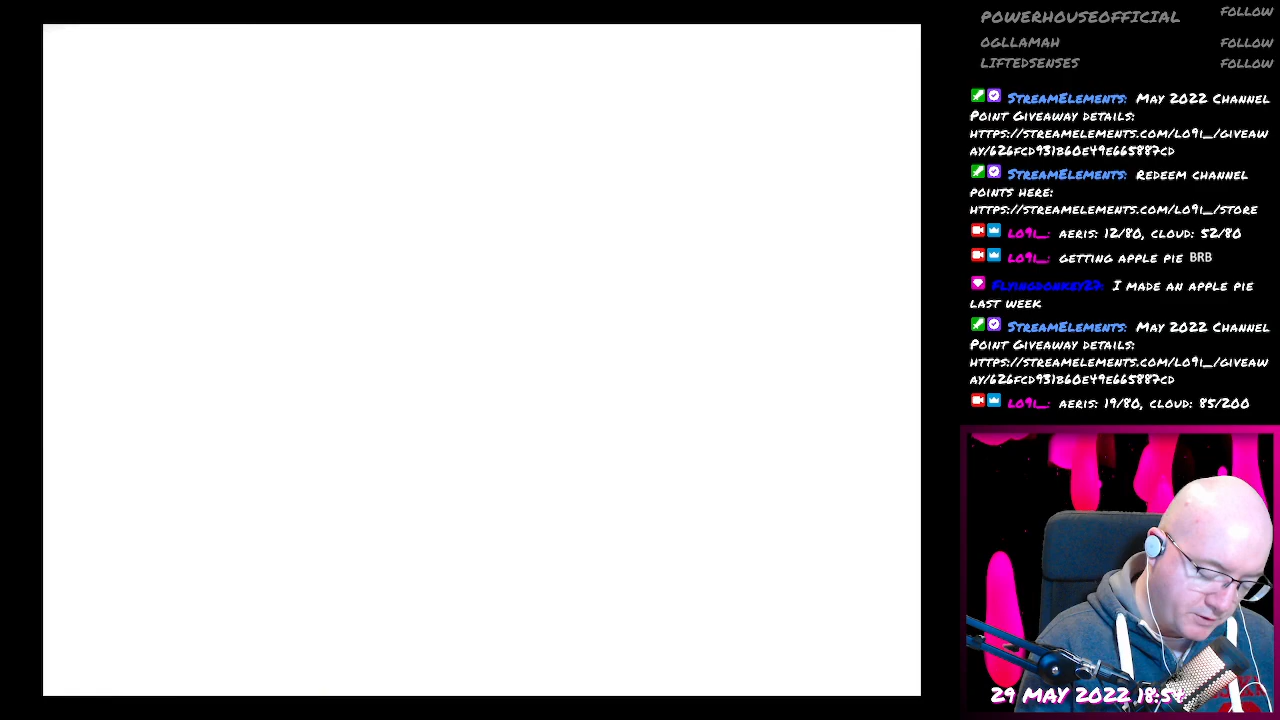 POWERHOUSEOFFICIAL FOLLOW
OGLLAMAH FOLLOW
LIFTEDSENSES FOLLOW
StreamElements: May 2022 Channel
Point Giveaway details:
https://streamelements.com/lo9i_/giveaw
ay/626fcd931b60e49e665887cd
StreamElements: Redeem channel
points here:
https://streamelements.com/lo9i_/store
lo9i_: aeris: 12/80, cloud: 52/80
lo9i_: getting apple pie BRB
Flyingdonkey27: I made an apple pie
last week
StreamElements: May 2022 Channel
Point Giveaway details:
https://streamelements.com/lo9i_/giveaw
ay/626fcd931b60e49e665887cd
lo9i_: aeris: 19/80, cloud: 85/200
29 MAY 2022 18:54